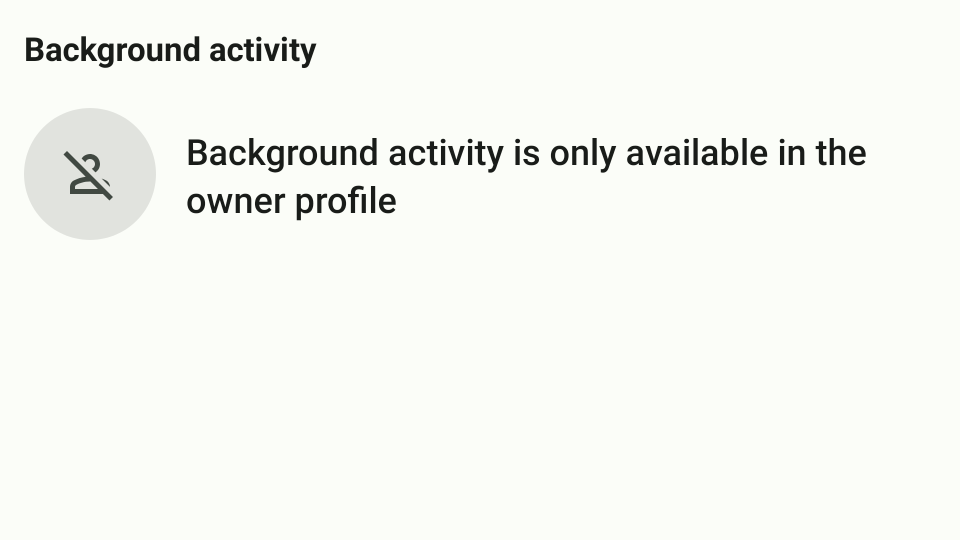 Background activity
Background activity is only available in the
owner profile